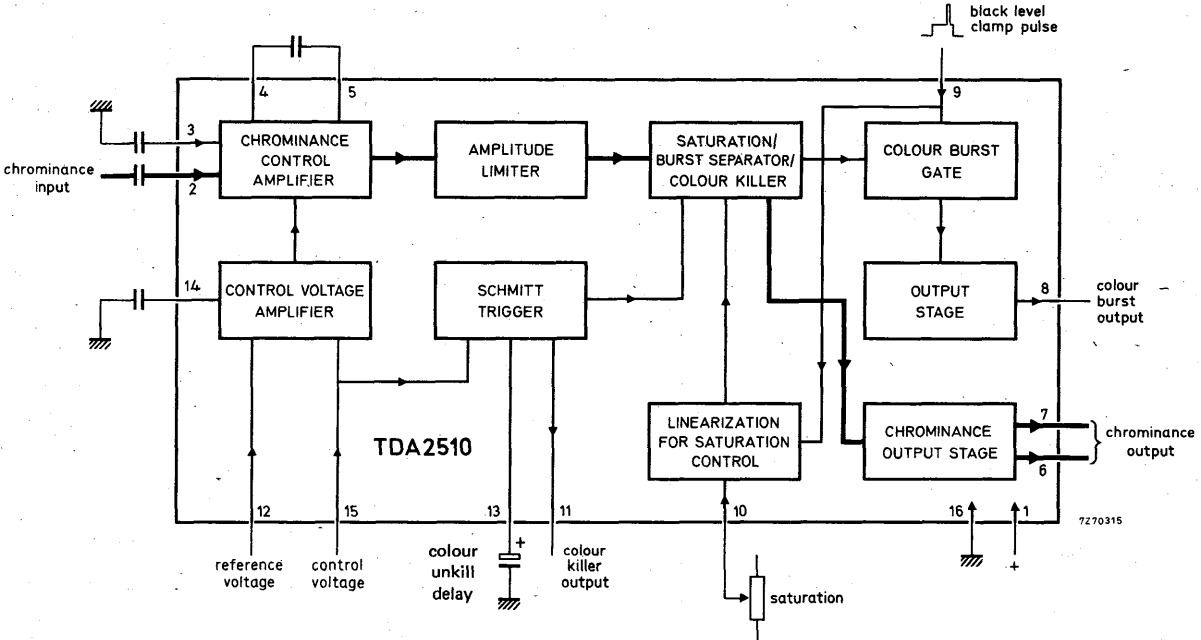 black level
clamp pulse
4
5
9
3
CHROMINANCE
CONTROL
AMPLIFIER
AMPLITUDE
LIMITER
SATURATION/
BURST SEPARATOR/
COLOUR KILLER
COLOUR BURST
GATE
chrominance
input
2
14
CONTROL VOLTAGE
AMPLIFIER
SCHMITT
TRIGGER
OUTPUT
STAGE
8
colour
burst
output
TDA2510
LINEARIZATION
FOR SATURATION
CONTROL
CHROMINANCE
OUTPUT STAGE
7
6
chrominance
output
12
15
13
11
10
16
1
7Z70315
reference
voltage
control
voltage
colour
unkill
delay
+
colour
killer
output
+
saturation